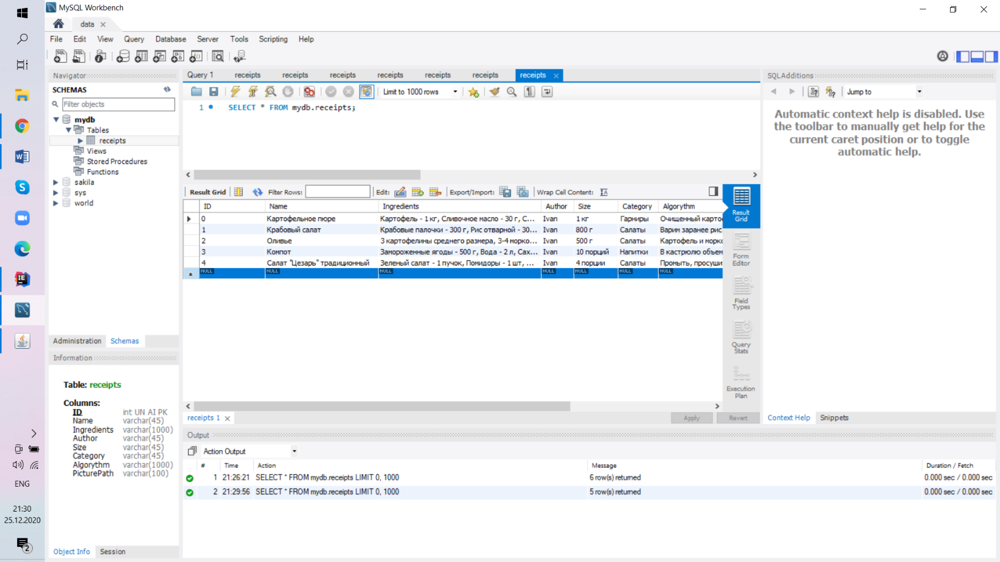 MySQL Workbench
data
File Edit View Query Database Server Tools Scripting Help
Navigator
SCHEMAS
Filter objects
mydb
Tables
receipts
Views
Stored Procedures
Functions
sakila
sys
world
Administration Schemas
Information
Table: receipts
Columns:
ID int UN AI PK
Name varchar(45)
Ingredients varchar(1000)
Author varchar(45)
Size varchar(45)
Category varchar(45)
Algorythm varchar(1000)
PicturePath varchar(100)
Object Info Session
Query 1 receipts receipts receipts receipts receipts receipts receipts
Limit to 1000 rows
1 SELECT * FROM mydb.receipts;
Result Grid Filter Rows: Edit: Export/Import: Wrap Cell Content:
ID Name Ingredients Author Size Category Algorythm
0 Картофельное пюре Картофель - 1 кг, Сливочное масло - 30 г, С... Ivan 1 кг Гарниры Очищенный карто
1 Крабовый салат Крабовые палочки - 300 г, Рис отварной - 30... Ivan 800 г Салаты Варим заранее рис
2 Оливье 3 картофелины среднего размера, 3-4 морко... Ivan 500 г Салаты Картофель и морко
3 Компот Замороженные ягоды - 500 г, Вода - 2 л, Сах... Ivan 10 порций Напитки В кастрюлю объем
4 Салат "Цезарь" традиционный Зеленый салат - 1 пучок, Помидоры - 1 шт, ... Ivan 4 порции Салаты Промыть, просуши
NULL NULL NULL NULL NULL NULL NULL
Result
Grid
Form
Editor
Field
Types
Query
Stats
Execution
Plan
receipts 1 Apply Revert
SQLAdditions
Jump to
Automatic context help is disabled. Use
the toolbar to manually get help for the
current caret position or to toggle
automatic help.
Context Help Snippets
Output
Action Output
# Time Action Message Duration / Fetch
1 21:26:21 SELECT * FROM mydb.receipts LIMIT 0, 1000 6 row(s) returned 0.000 sec / 0.000 sec
2 21:29:56 SELECT * FROM mydb.receipts LIMIT 0, 1000 5 row(s) returned 0.000 sec / 0.000 sec
ENG
21:30
25.12.2020
2